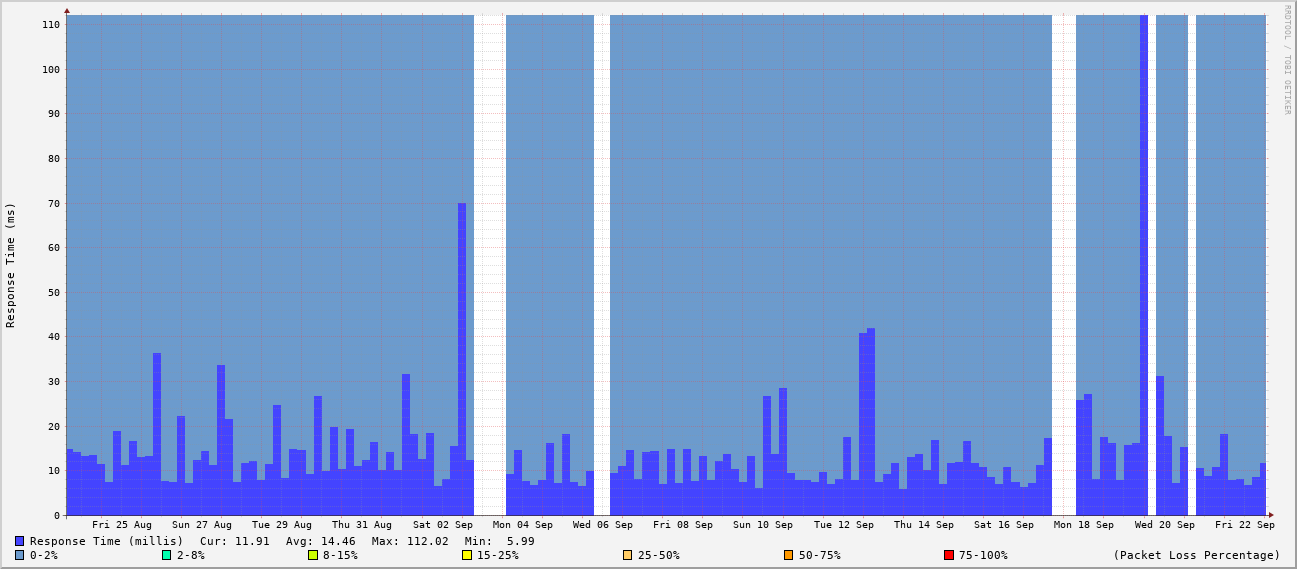 RRDTOOL / TOBI OETIKER
Response Time (ms)
110
100
90
80
70
60
50
40
30
20
10
0
Fri 25 Aug Sun 27 Aug Tue 29 Aug Thu 31 Aug Sat 02 Sep Mon 04 Sep Wed 06 Sep Fri 08 Sep Sun 10 Sep Tue 12 Sep Thu 14 Sep Sat 16 Sep Mon 18 Sep Wed 20 Sep Fri 22 Sep
Response Time (millis) Cur: 11.91 Avg: 14.46 Max: 112.02 Min: 5.99
0-2% 2-8% 8-15% 15-25% 25-50% 50-75% 75-100% (Packet Loss Percentage)